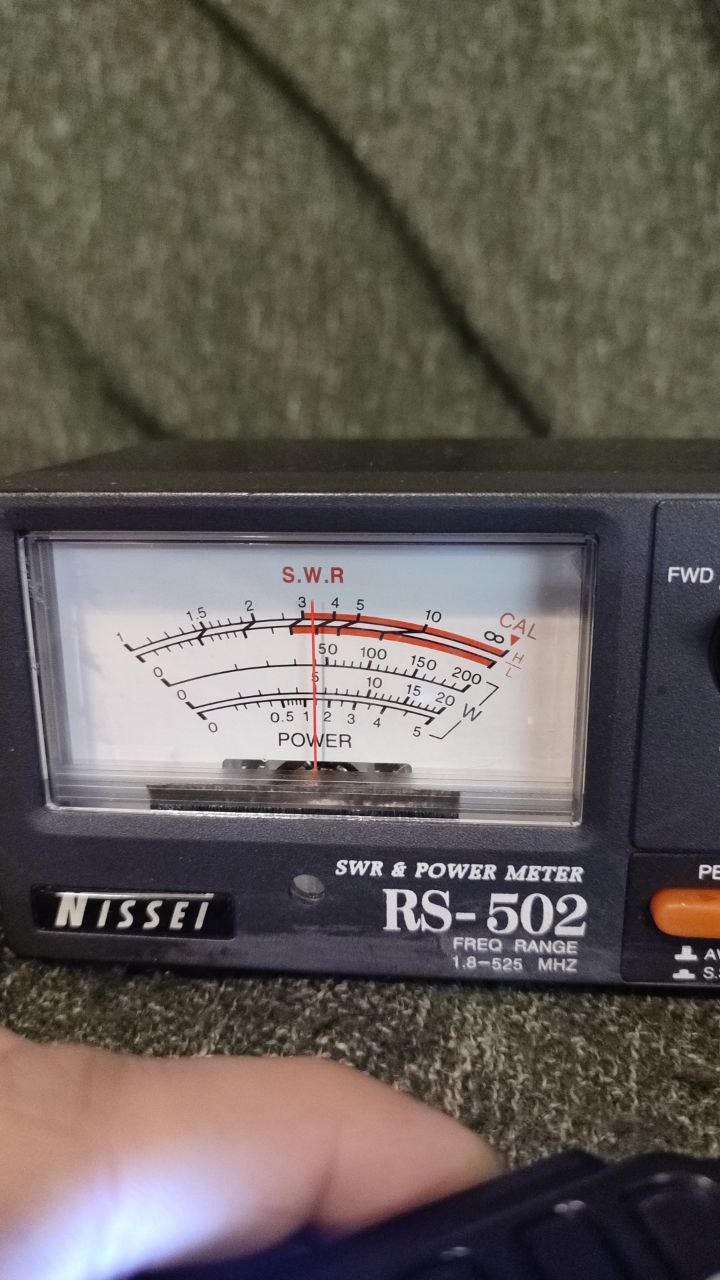 S.W.R
1 1.5 2 3 4 5 10 ∞ CAL
H
L
0 50 100 150 200
0 5 10 15 20 W
0 0.5 1 2 3 4 5
POWER
FWD
SWR & POWER METER
NISSEI
RS-502
FREQ RANGE
1.8-525 MHZ